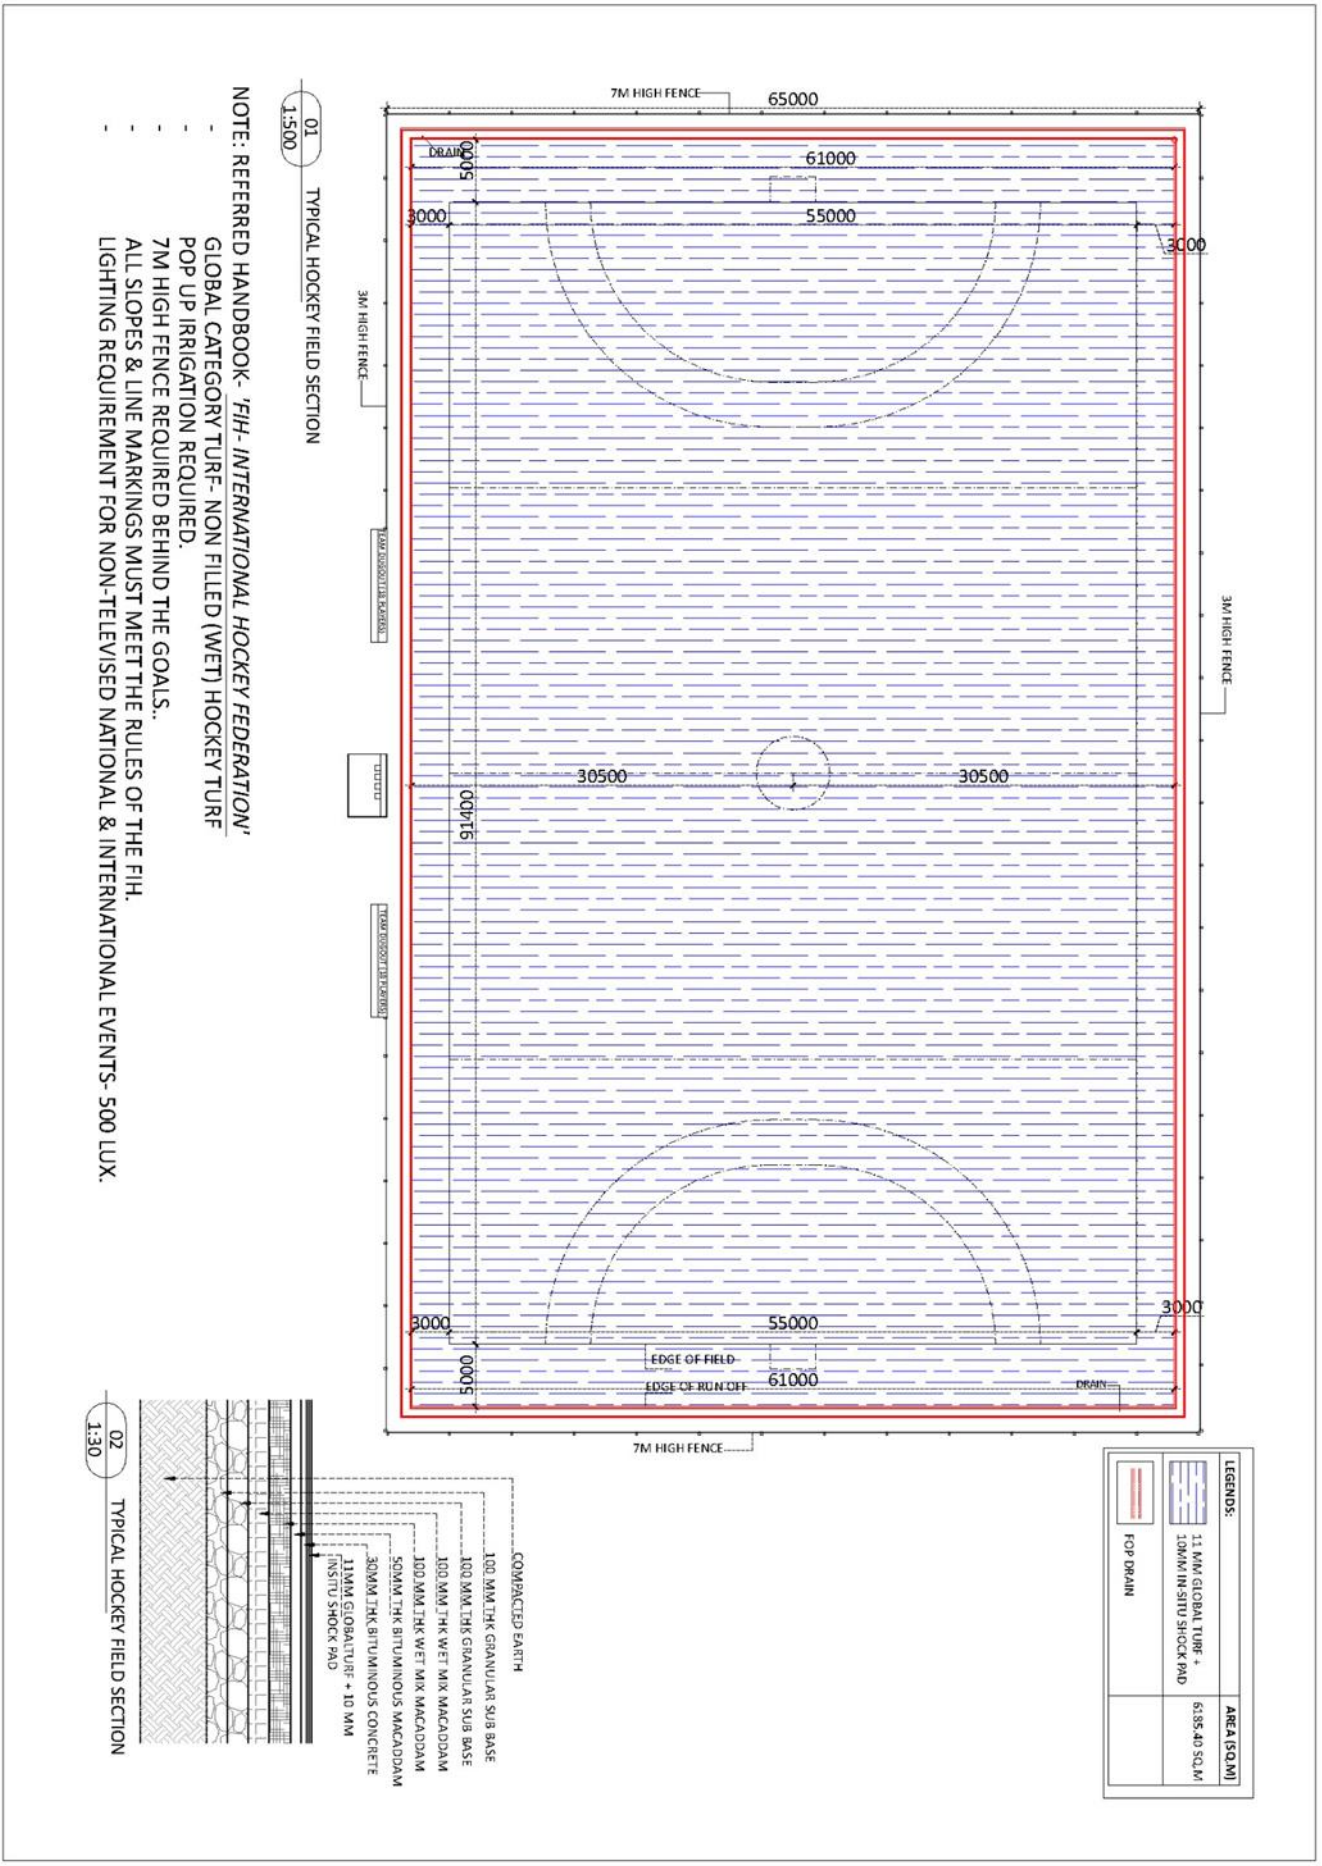 7M HIGH FENCE
65000
DRAIN
5000
61000
3000
55000
3000
3M HIGH FENCE
3M HIGH FENCE
TEAM DUGOUT (18 PLAYERS)
30500
30500
91400
TEAM DUGOUT (18 PLAYERS)
3000
55000
3000
5000
EDGE OF FIELD
61000
EDGE OF RUN OFF
DRAIN
7M HIGH FENCE
01
1:500
TYPICAL HOCKEY FIELD SECTION
NOTE: REFERRED HANDBOOK- 'FIH- INTERNATIONAL HOCKEY FEDERATION'
- GLOBAL CATEGORY TURF- NON FILLED (WET) HOCKEY TURF
- POP UP IRRIGATION REQUIRED.
- 7M HIGH FENCE REQUIRED BEHIND THE GOALS..
- ALL SLOPES & LINE MARKINGS MUST MEET THE RULES OF THE FIH.
- LIGHTING REQUIREMENT FOR NON-TELEVISED NATIONAL & INTERNATIONAL EVENTS- 500 LUX.
LEGENDS:
AREA (SQ.M)
11 MM GLOBAL TURF +
10MM IN-SITU SHOCK PAD
6185.40 SQ.M
FOP DRAIN
COMPACTED EARTH
100 MM THK GRANULAR SUB BASE
100 MM THK GRANULAR SUB BASE
100 MM THK WET MIX MACADDAM
100 MM THK WET MIX MACADDAM
50MM THK BITUMINOUS MACADDAM
30MM THK BITUMINOUS CONCRETE
11MM GLOBALTURF + 10 MM
INSITU SHOCK PAD
02
1:30
TYPICAL HOCKEY FIELD SECTION